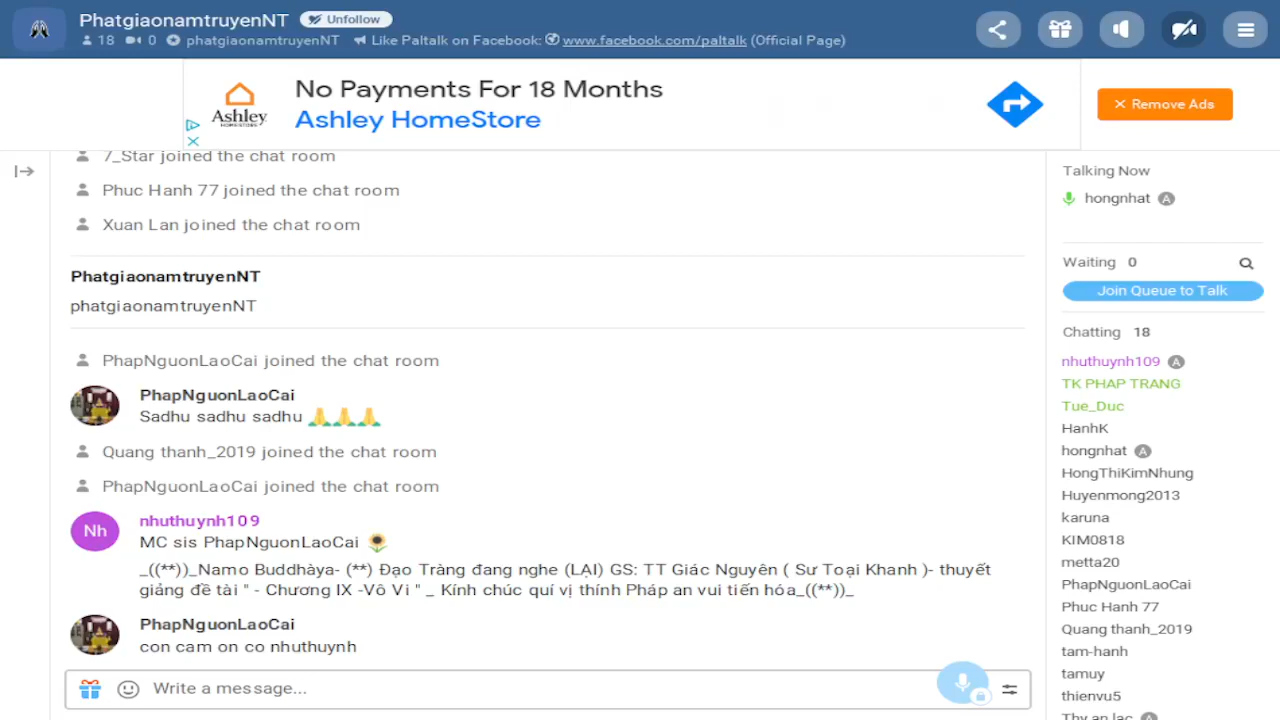 PhatgiaonamtruyenNT Unfollow
18 0 phatgiaonamtruyenNT Like Paltalk on Facebook: www.facebook.com/paltalk (Official Page)
Ashley
HOMESTORE
No Payments For 18 Months
Ashley HomeStore
Remove Ads
7_Star joined the chat room
Phuc Hanh 77 joined the chat room
Xuan Lan joined the chat room
PhatgiaonamtruyenNT
phatgiaonamtruyenNT
PhapNguonLaoCai joined the chat room
PhapNguonLaoCai
Sadhu sadhu sadhu 🙏🙏🙏
Quang thanh_2019 joined the chat room
PhapNguonLaoCai joined the chat room
Nh
nhuthuynh109
MC sis PhapNguonLaoCai 🌻
_((**))_Namo Buddhàya- (**) Đạo Tràng đang nghe (LẠI) GS: TT Giác Nguyên ( Sư Toại Khanh )- thuyết
giảng đề tài " - Chương IX -Vô Vi " _ Kính chúc quí vị thính Pháp an vui tiến hóa_((**))_
PhapNguonLaoCai
con cam on co nhuthuynh
Write a message...
Talking Now
hongnhat A
Waiting 0
Join Queue to Talk
Chatting 18
nhuthuynh109 A
TK PHAP TRANG
Tue_Duc
HanhK
hongnhat A
HongThiKimNhung
Huyenmong2013
karuna
KIM0818
metta20
PhapNguonLaoCai
Phuc Hanh 77
Quang thanh_2019
tam-hanh
tamuy
thienvu5
Thy an lac A